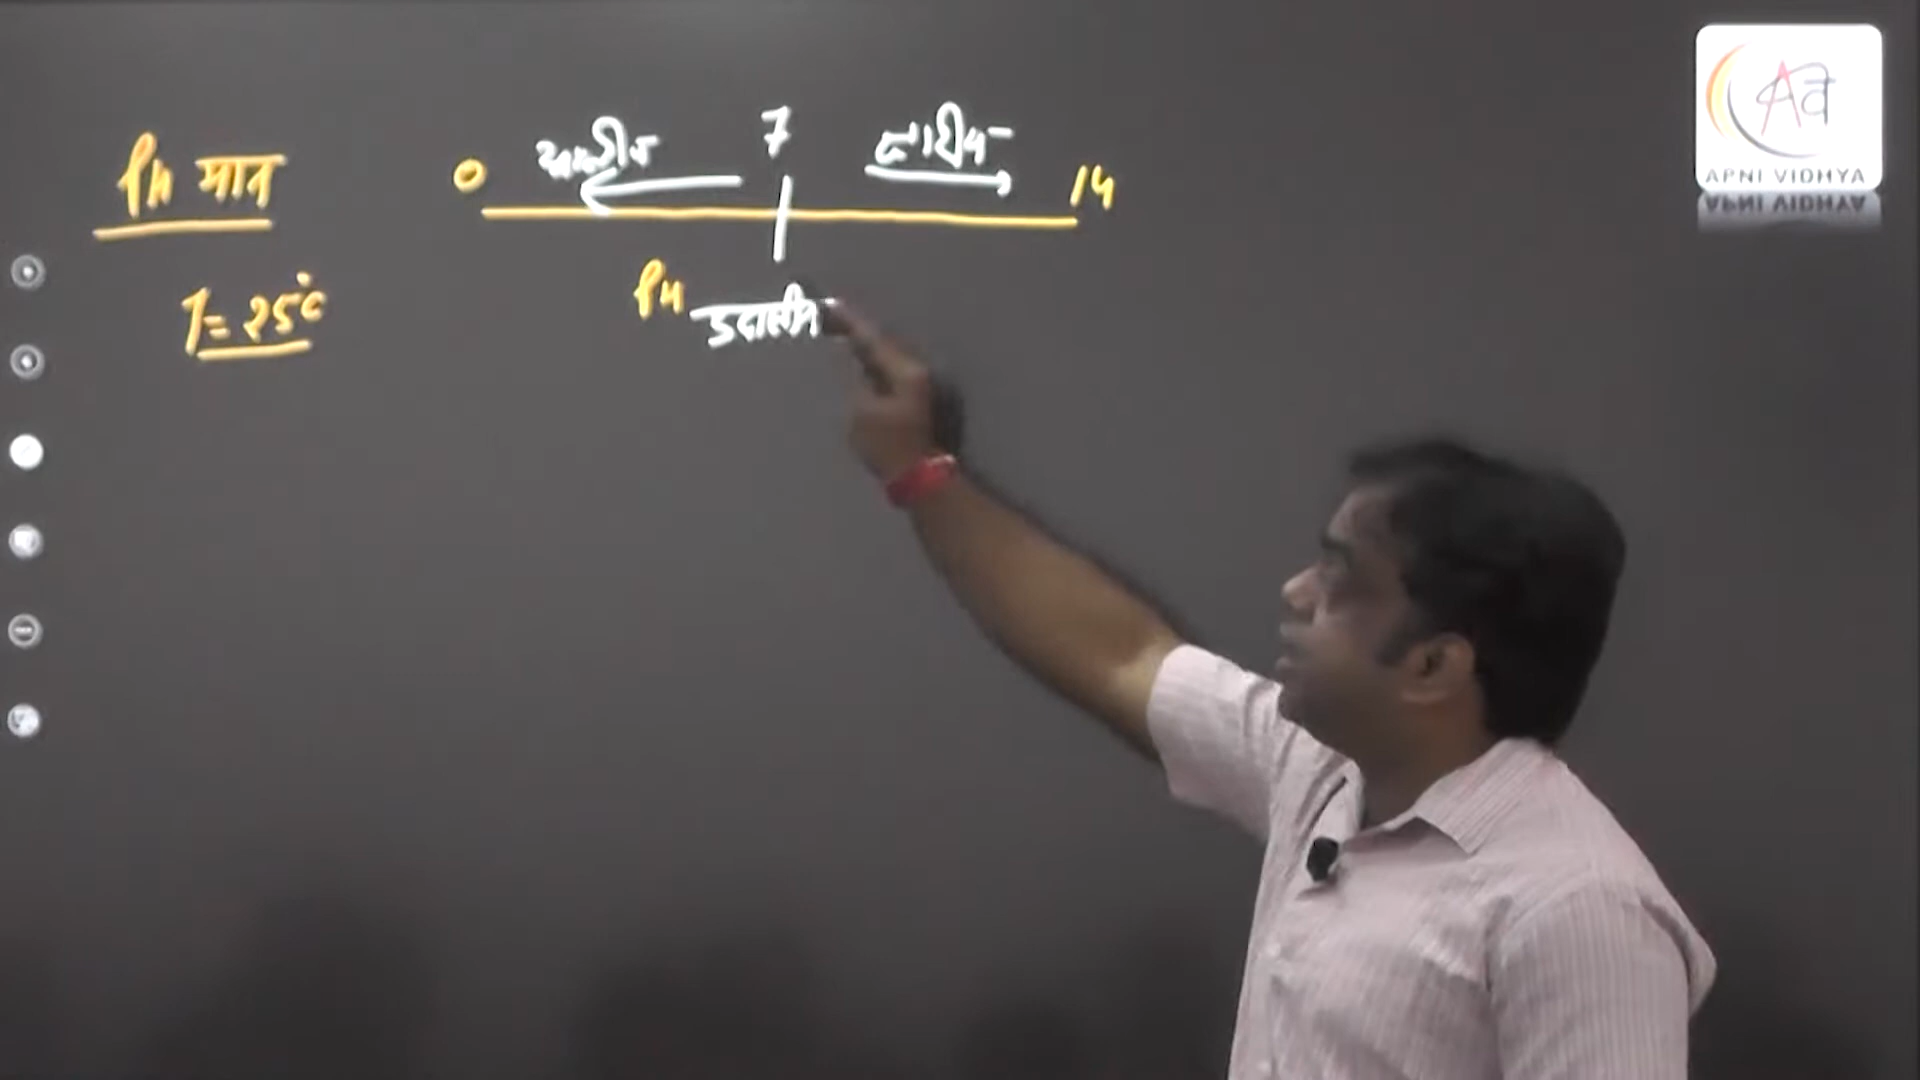 PH मान
0 अम्लीय 7 क्षारीय 14
T = 25°C
PH
उदासीन
APNI VIDHYA